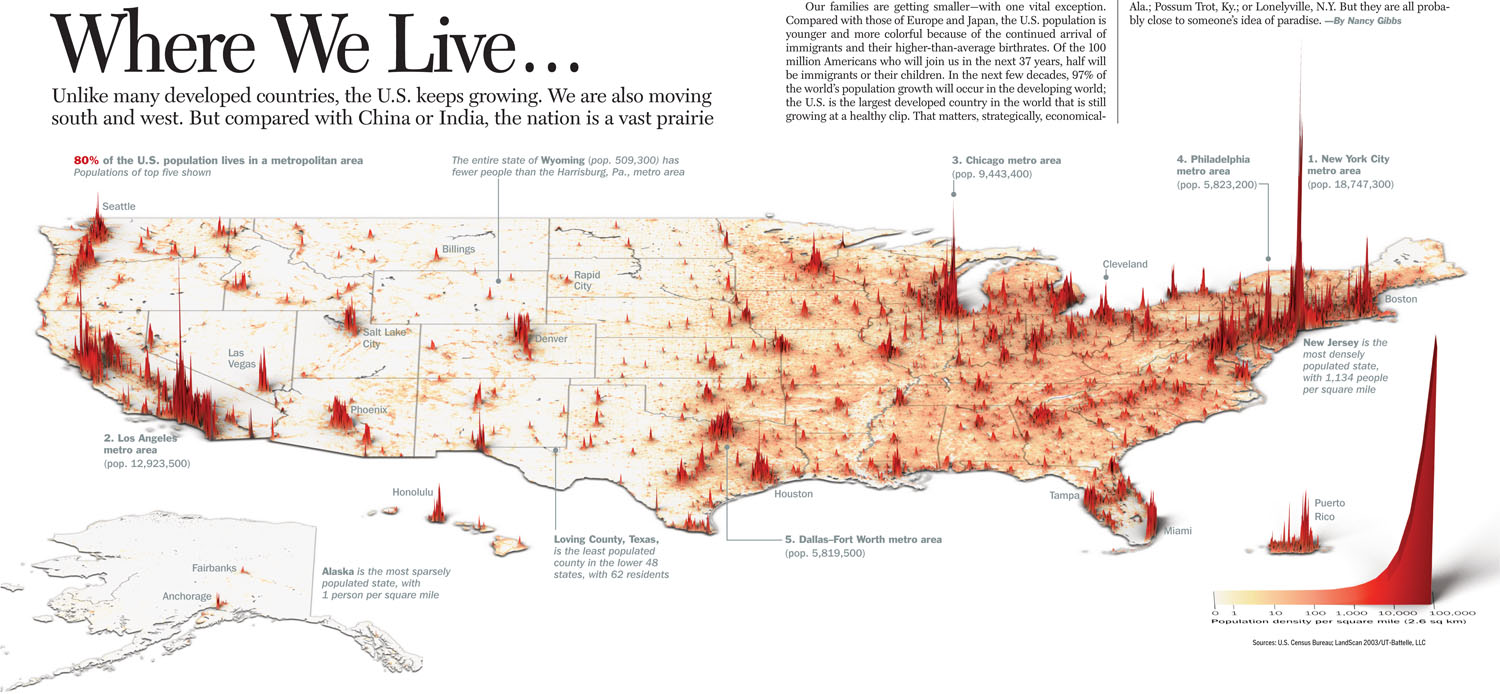 Where We Live...
Unlike many developed countries, the U.S. keeps growing. We are also moving
south and west. But compared with China or India, the nation is a vast prairie
Our families are getting smaller—with one vital exception.
Compared with those of Europe and Japan, the U.S. population is
younger and more colorful because of the continued arrival of
immigrants and their higher-than-average birthrates. Of the 100
million Americans who will join us in the next 37 years, half will
be immigrants or their children. In the next few decades, 97% of
the world's population growth will occur in the developing world;
the U.S. is the largest developed country in the world that is still
growing at a healthy clip. That matters, strategically, economical-
Ala.; Possum Trot, Ky.; or Lonelyville, N.Y. But they are all proba-
bly close to someone's idea of paradise. —By Nancy Gibbs
80% of the U.S. population lives in a metropolitan area
Populations of top five shown
The entire state of Wyoming (pop. 509,300) has
fewer people than the Harrisburg, Pa., metro area
3. Chicago metro area
(pop. 9,443,400)
4. Philadelphia
metro area
(pop. 5,823,200)
1. New York City
metro area
(pop. 18,747,300)
Seattle
Billings
Rapid
City
Cleveland
Boston
Salt Lake
City
Denver
Las
Vegas
Phoenix
New Jersey is the
most densely
populated state,
with 1,134 people
per square mile
2. Los Angeles
metro area
(pop. 12,923,500)
Honolulu
Houston
Tampa
Miami
Puerto
Rico
Loving County, Texas,
is the least populated
county in the lower 48
states, with 62 residents
5. Dallas–Fort Worth metro area
(pop. 5,819,500)
Fairbanks
Anchorage
Alaska is the most sparsely
populated state, with
1 person per square mile
0 1 10 100 1,000 10,000 100,000
Population density per square mile (2.6 sq km)
Sources: U.S. Census Bureau; LandScan 2003/UT-Battelle, LLC